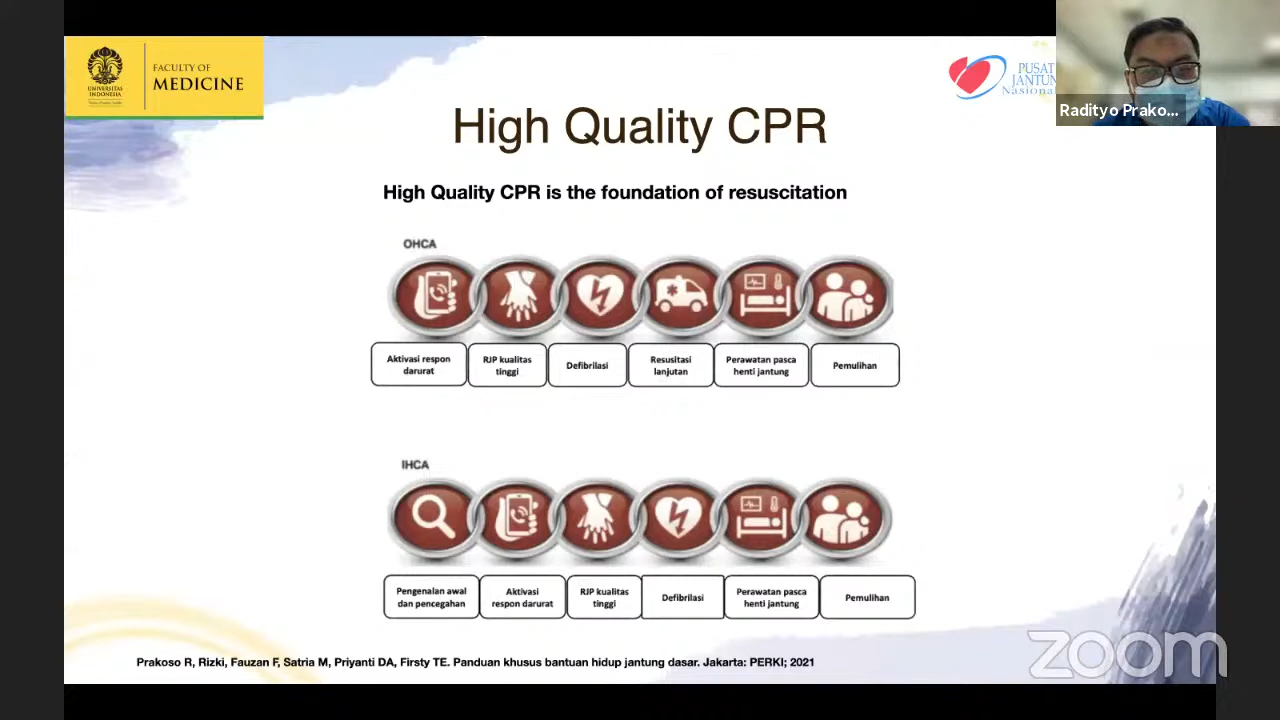 UNIVERSITAS
INDONESIA
FACULTY OF
MEDICINE
PUSAT
JANTUN
Nasional
Radityo Prako...
High Quality CPR
High Quality CPR is the foundation of resuscitation
OHCA
Aktivasi respon
darurat
RJP kualitas
tinggi
Defibrilasi
Resusitasi
lanjutan
Perawatan pasca
henti jantung
Pemulihan
IHCA
Pengenalan awal
dan pencegahan
Aktivasi
respon darurat
RJP kualitas
tinggi
Defibrilasi
Perawatan pasca
henti jantung
Pemulihan
Prakoso R, Rizki, Fauzan F, Satria M, Priyanti DA, Firsty TE. Panduan khusus bantuan hidup jantung dasar. Jakarta: PERKI; 2021
zoom